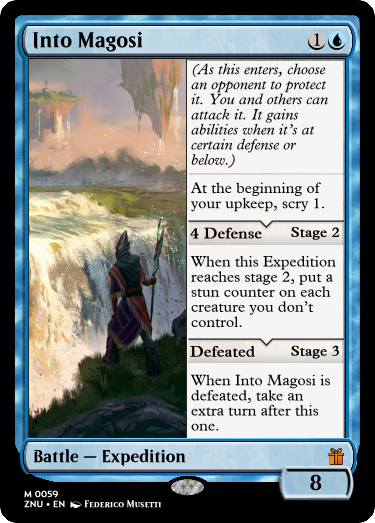 Into Magosi
1
(As this enters, choose
an opponent to protect
it. You and others can
attack it. It gains
abilities when it's at
certain defense or
below.)
At the beginning of
your upkeep, scry 1.
4 Defense Stage 2
When this Expedition
reaches stage 2, put a
stun counter on each
creature you don't
control.
Defeated Stage 3
When Into Magosi is
defeated, take an
extra turn after this
one.
Battle — Expedition
8
M 0059
ZNU • EN Federico Musetti